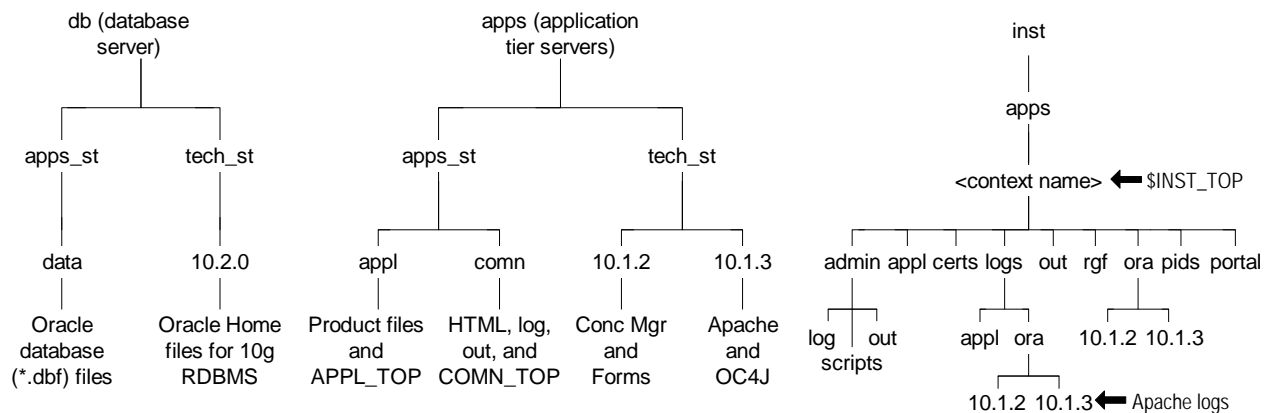 db (database
server)
apps_st
tech_st
data
10.2.0
Oracle
database
(*.dbf) files
Oracle Home
files for 10g
RDBMS
apps (application
tier servers)
apps_st
tech_st
appl
comn
10.1.2
10.1.3
Product files
and
APPL_TOP
HTML, log,
out, and
COMN_TOP
Conc Mgr
and
Forms
Apache
and
OC4J
inst
apps
<context name>
$INST_TOP
admin appl certs logs out rgf ora pids portal
log
scripts
out
appl ora
10.1.2 10.1.3
10.1.2 10.1.3
Apache logs